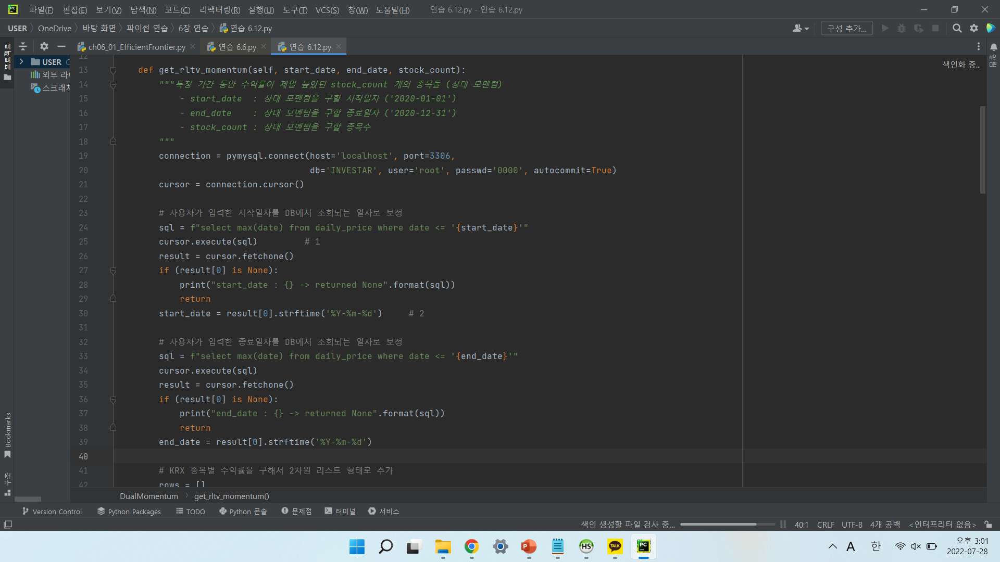 파일(F) 편집(E) 보기(V) 탐색(N) 코드(C) 리팩터링(R) 실행(U) 도구(T) VCS(S) 창(W) 도움말(H) 연습 6.12.py - 연습 6.12.py
USER OneDrive 바탕 화면 파이썬 연습 6장 연습 연습 6.12.py 구성 추가...
프로젝트
ch06_01_EfficientFrontier.py 연습 6.6.py 연습 6.12.py
알림
USER
외부 라이
스크래치
색인화 중...
12
13 def get_rltv_momentum(self, start_date, end_date, stock_count):
14 """특정 기간 동안 수익률이 제일 높았던 stock_count 개의 종목들 (상대 모멘텀)
15 - start_date : 상대 모멘텀을 구할 시작일자 ('2020-01-01')
16 - end_date : 상대 모멘텀을 구할 종료일자 ('2020-12-31')
17 - stock_count : 상대 모멘텀을 구할 종목수
18 """
19 connection = pymysql.connect(host='localhost', port=3306,
20 db='INVESTAR', user='root', passwd='0000', autocommit=True)
21 cursor = connection.cursor()
22
23 # 사용자가 입력한 시작일자를 DB에서 조회되는 일자로 보정
24 sql = f"select max(date) from daily_price where date <= '{start_date}'"
25 cursor.execute(sql) # 1
26 result = cursor.fetchone()
27 if (result[0] is None):
28 print("start_date : {} -> returned None".format(sql))
29 return
30 start_date = result[0].strftime('%Y-%m-%d') # 2
31
32 # 사용자가 입력한 종료일자를 DB에서 조회되는 일자로 보정
33 sql = f"select max(date) from daily_price where date <= '{end_date}'"
34 cursor.execute(sql)
35 result = cursor.fetchone()
36 if (result[0] is None):
37 print("end_date : {} -> returned None".format(sql))
38 return
39 end_date = result[0].strftime('%Y-%m-%d')
40
41 # KRX 종목별 수익률을 구해서 2차원 리스트 형태로 추가
42 rows = []
Bookmarks
구조
DualMomentum get_rltv_momentum()
Version Control Python Packages TODO Python 콘솔 문제점 터미널 서비스
색인 생성할 파일 검사 중... 40:1 CRLF UTF-8 4개 공백 <인터프리터 없음>
A 한 오후 3:01
2022-07-28
PC
P
HS
TALK
PC